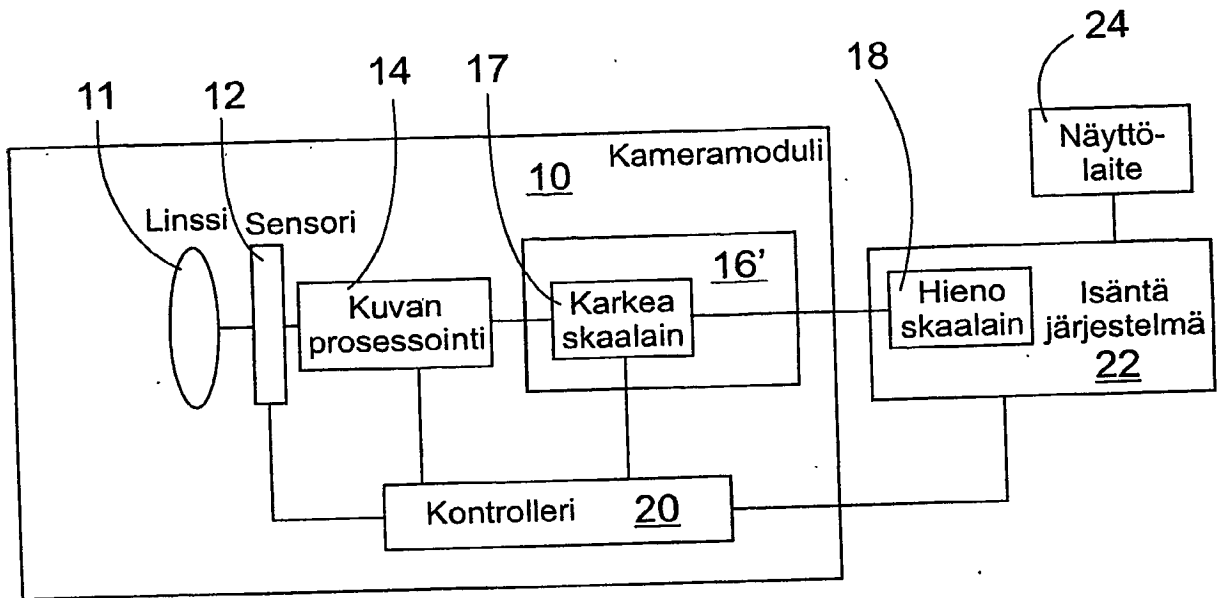 24
18
17
14
12
11
Näyttö-
laite
Kameramoduli
10
Linssi
Sensori
16’
Kuvan
prosessointi
Karkea
skaalain
Hieno
skaalain
Isäntä
järjestelmä
22
Kontrolleri 20